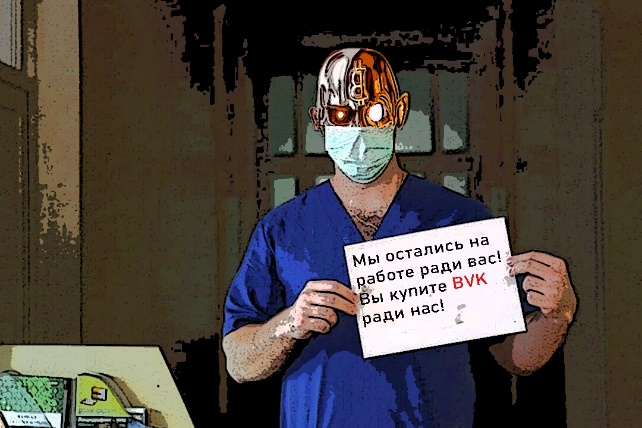 Мы остались на
работе ради вас!
Вы купите BVK
ради нас!